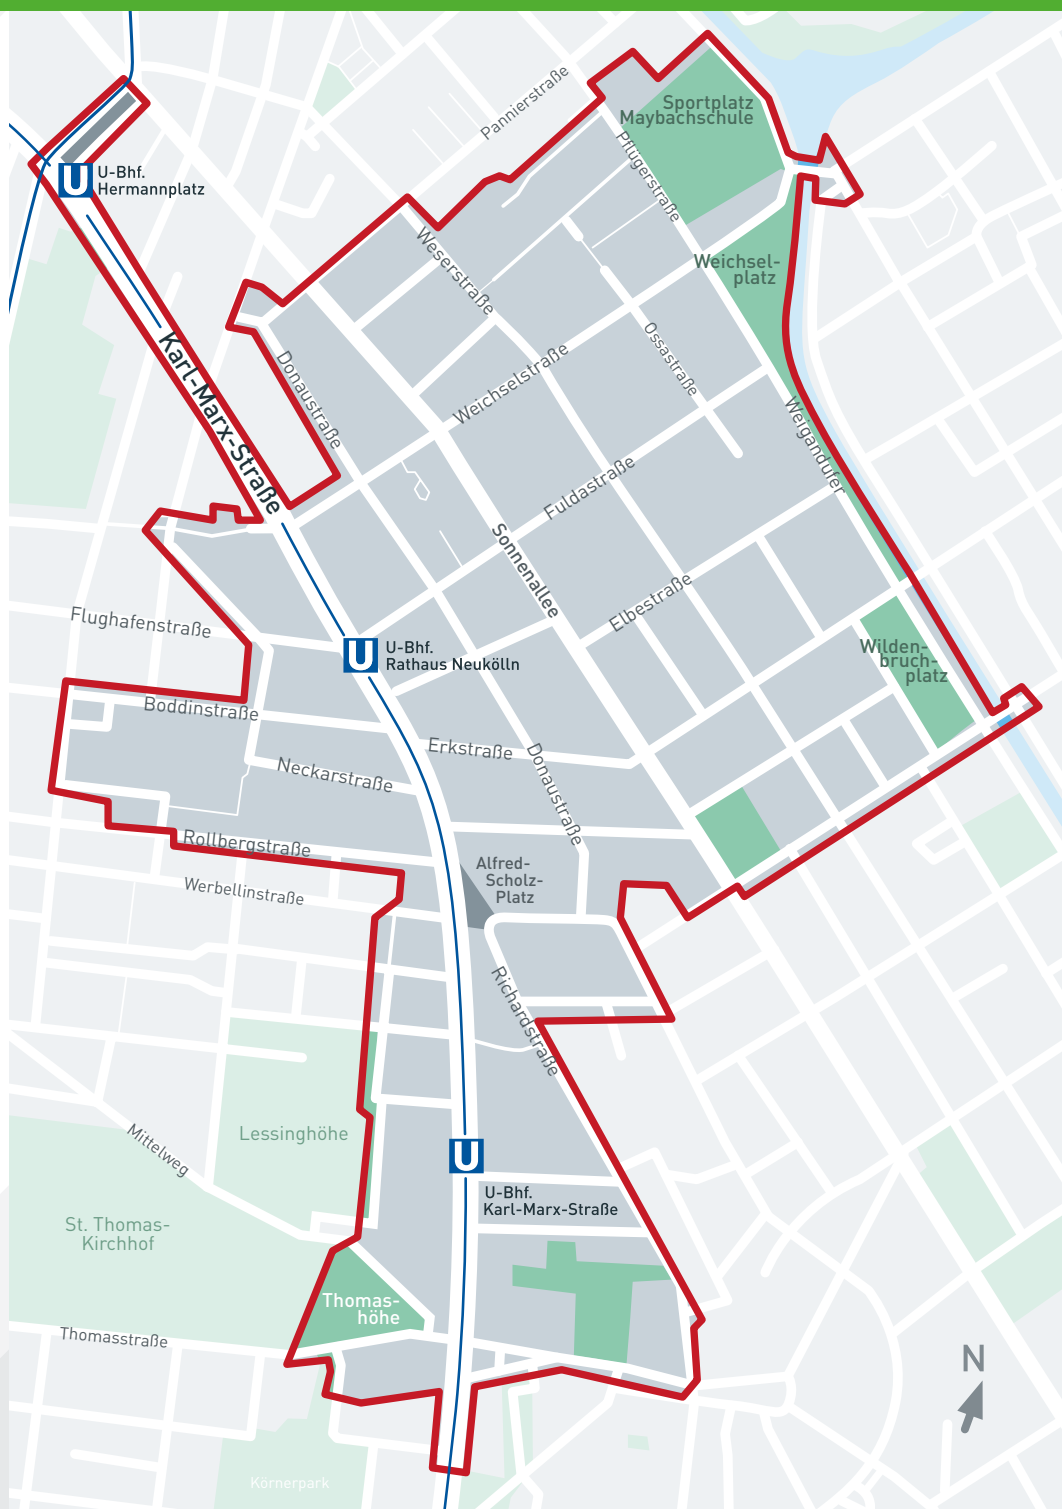 Pannierstraße
Sportplatz
Maybachschule
Pflügerstraße
U
U-Bhf.
Hermannplatz
Weserstraße
Weichsel-
platz
Ossastraße
Karl-Marx-Straße
Donaustraße
Weichselstraße
Weigandufer
Fuldastraße
Sonnenallee
Elbestraße
Flughafenstraße
U
U-Bhf.
Rathaus Neukölln
Wilden-
bruch-
platz
Boddinstraße
Erkstraße
Donaustraße
Neckarstraße
Rollbergstraße
Alfred-
Scholz-
Platz
Werbellinstraße
Richardstraße
Lessinghöhe
Mittelweg
U
U-Bhf.
Karl-Marx-Straße
St. Thomas-
Kirchhof
Thomas-
höhe
Thomasstraße
N
Körnerpark